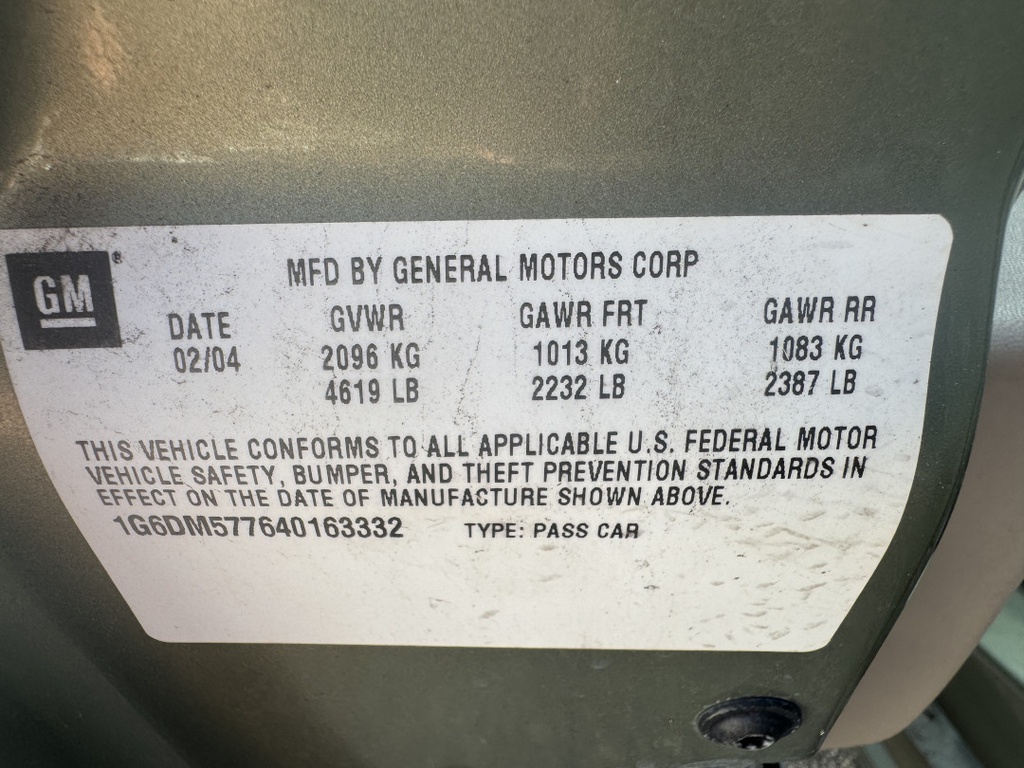 GM
MFD BY GENERAL MOTORS CORP
DATE GVWR GAWR FRT GAWR RR
02/04 2096 KG 1013 KG 1083 KG
4619 LB 2232 LB 2387 LB
THIS VEHICLE CONFORMS TO ALL APPLICABLE U.S. FEDERAL MOTOR
VEHICLE SAFETY, BUMPER, AND THEFT PREVENTION STANDARDS IN
EFFECT ON THE DATE OF MANUFACTURE SHOWN ABOVE.
1G6DM577640163332 TYPE: PASS CAR